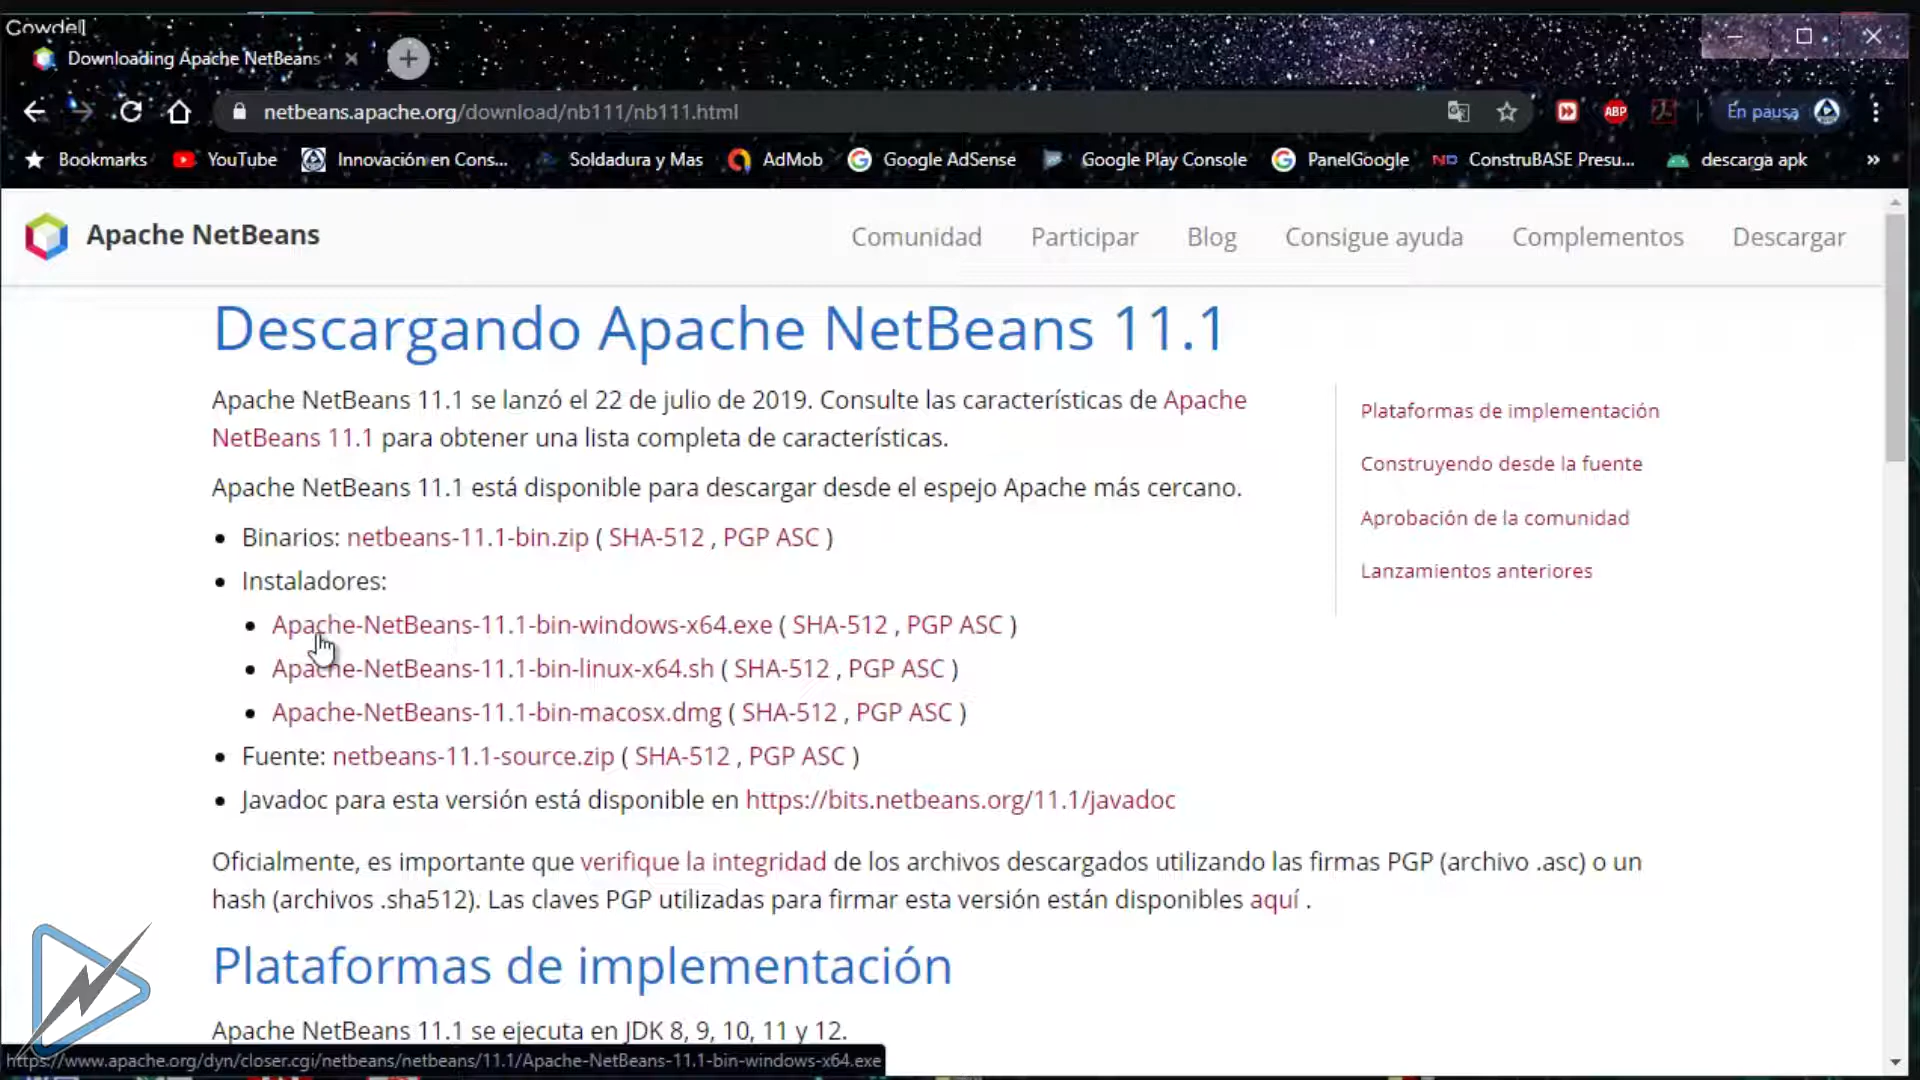 Gowdell
Downloading Apache NetBeans
netbeans.apache.org/download/nb111/nb111.html
ABP
En pausa
Bookmarks YouTube Innovación en Cons... Soldadura y Mas AdMob Google AdSense Google Play Console PanelGoogle ConstruBASE Presu... descarga apk »
Apache NetBeans
Comunidad Participar Blog Consigue ayuda Complementos Descargar
Descargando Apache NetBeans 11.1
Apache NetBeans 11.1 se lanzó el 22 de julio de 2019. Consulte las características de Apache
NetBeans 11.1 para obtener una lista completa de características.
Apache NetBeans 11.1 está disponible para descargar desde el espejo Apache más cercano.
• Binarios: netbeans-11.1-bin.zip ( SHA-512 , PGP ASC )
• Instaladores:
• Apache-NetBeans-11.1-bin-windows-x64.exe ( SHA-512 , PGP ASC )
• Apache-NetBeans-11.1-bin-linux-x64.sh ( SHA-512 , PGP ASC )
• Apache-NetBeans-11.1-bin-macosx.dmg ( SHA-512 , PGP ASC )
• Fuente: netbeans-11.1-source.zip ( SHA-512 , PGP ASC )
• Javadoc para esta versión está disponible en https://bits.netbeans.org/11.1/javadoc
Oficialmente, es importante que verifique la integridad de los archivos descargados utilizando las firmas PGP (archivo .asc) o un
hash (archivos .sha512). Las claves PGP utilizadas para firmar esta versión están disponibles aquí .
Plataformas de implementación
Construyendo desde la fuente
Aprobación de la comunidad
Lanzamientos anteriores
Plataformas de implementación
Apache NetBeans 11.1 se ejecuta en JDK 8, 9, 10, 11 y 12.
https://www.apache.org/dyn/closer.cgi/netbeans/netbeans/11.1/Apache-NetBeans-11.1-bin-windows-x64.exe